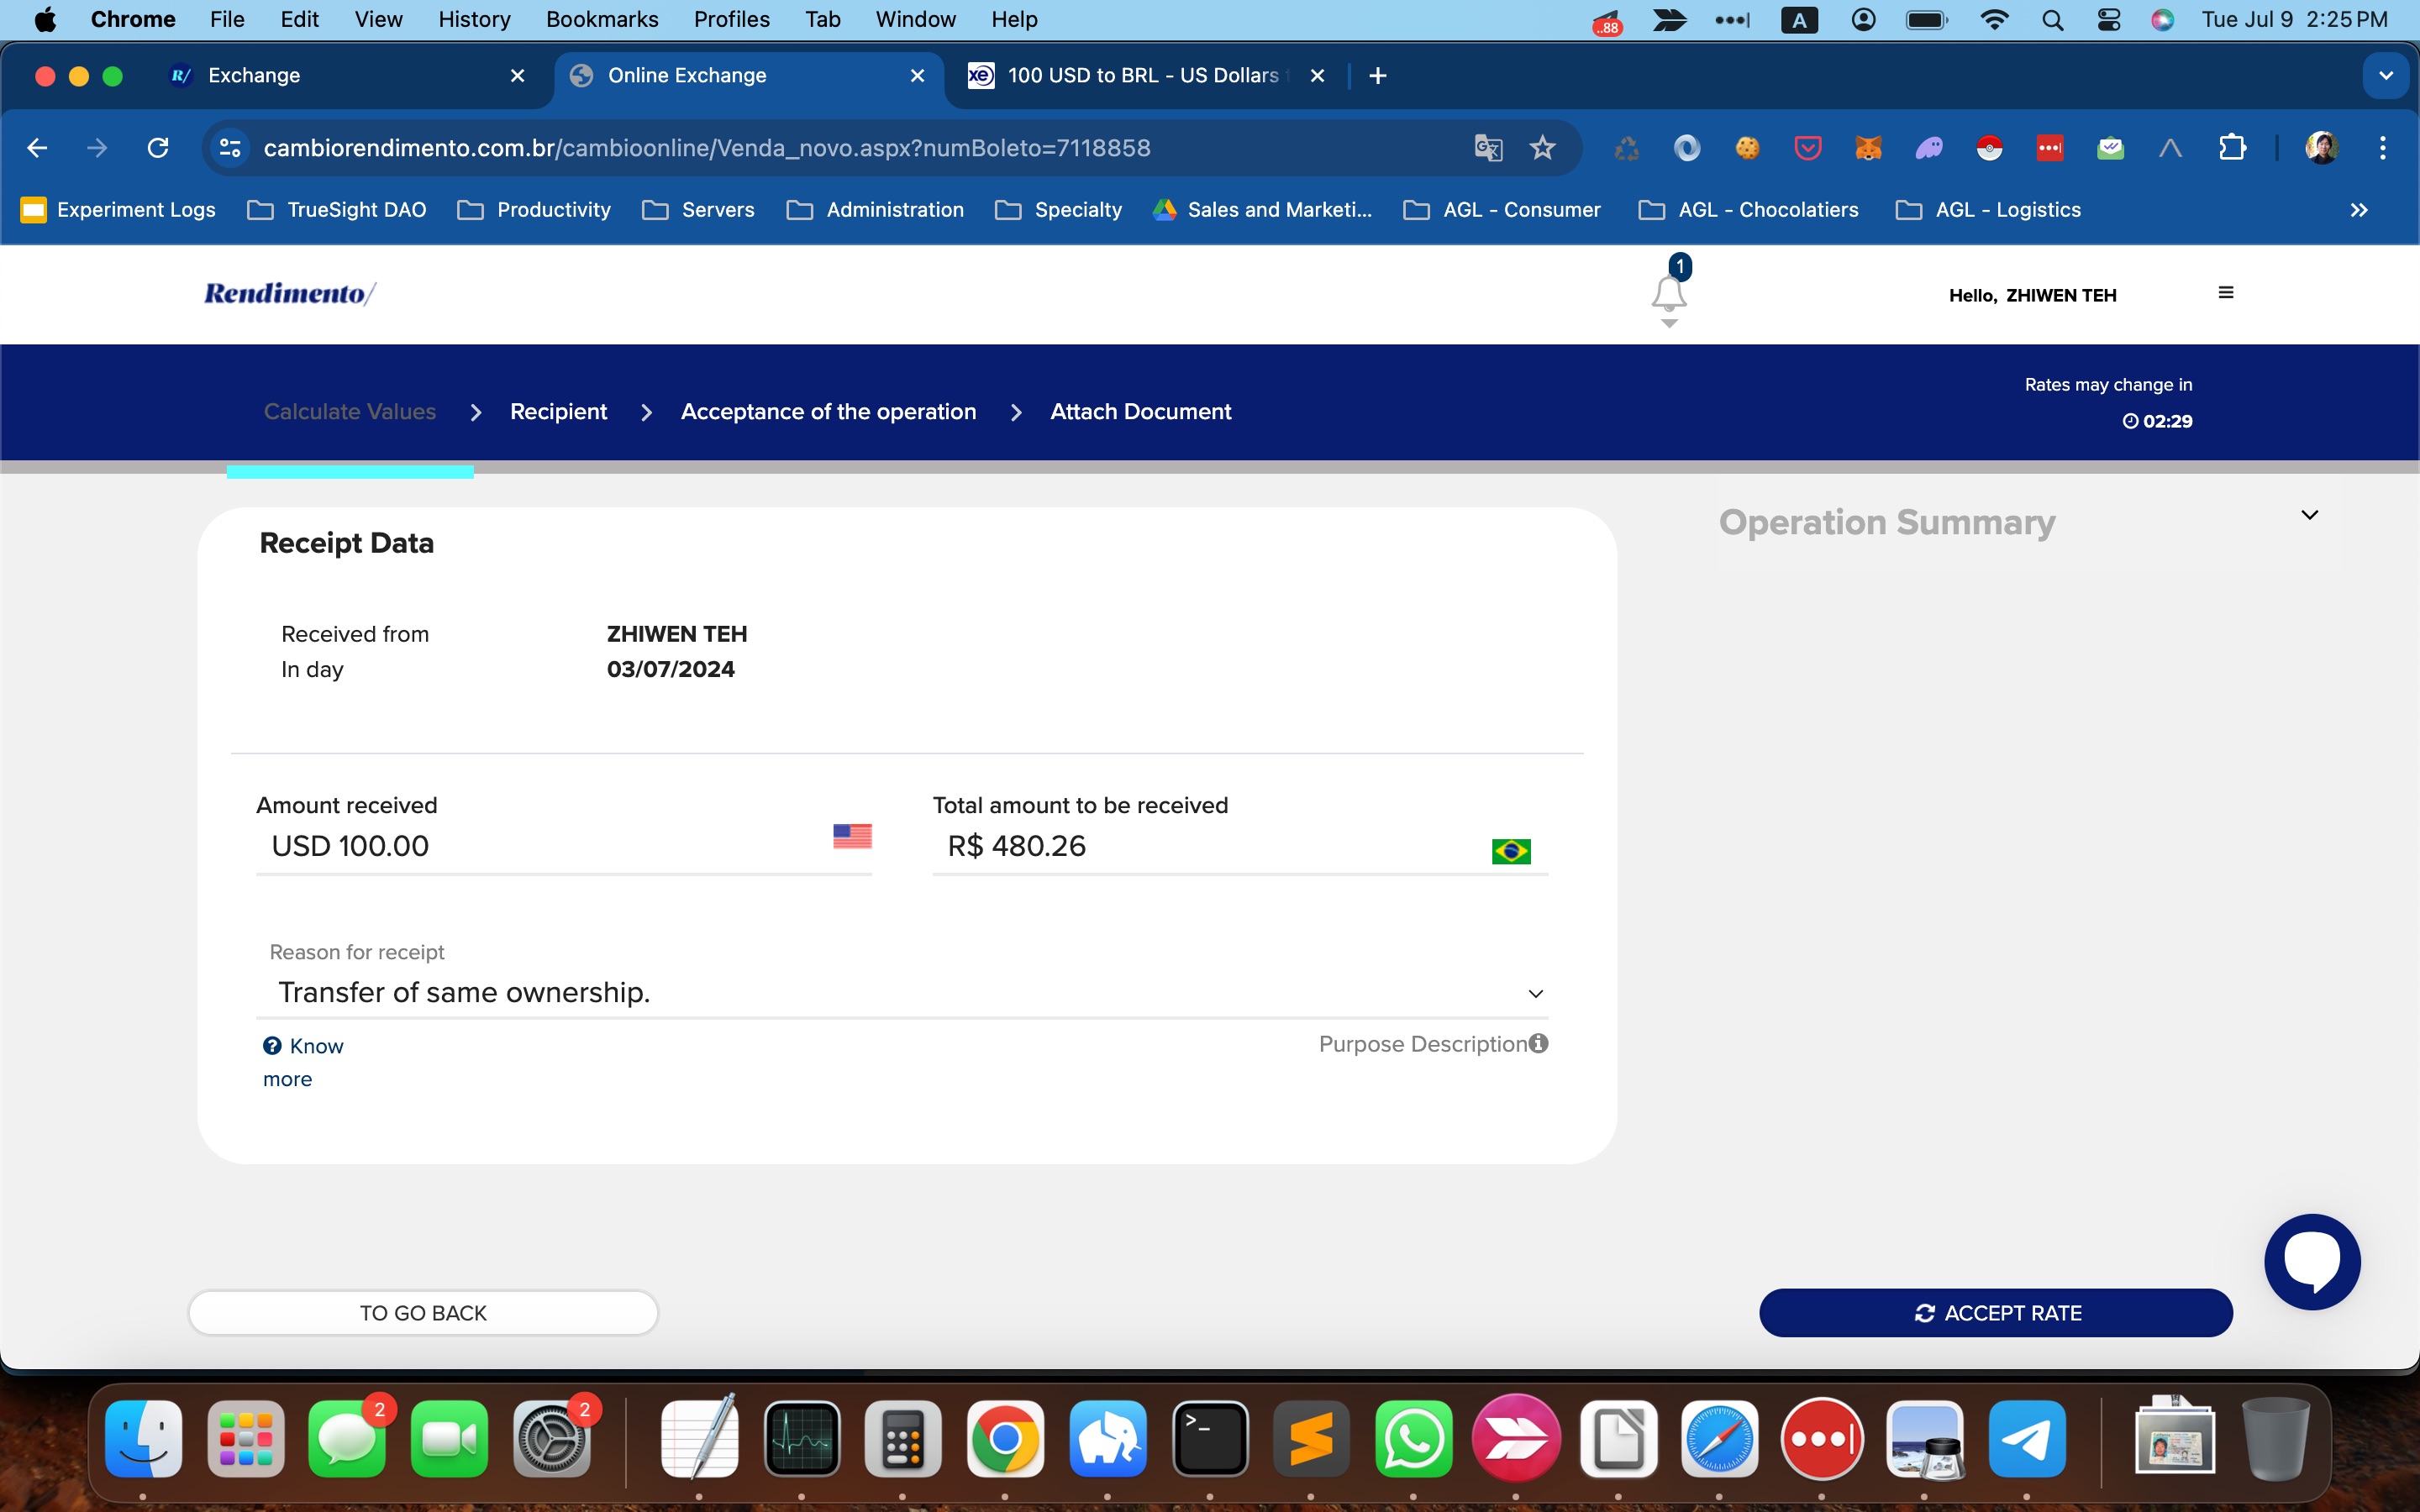 Chrome File Edit View History Bookmarks Profiles Tab Window Help ..88 A Tue Jul 9 2:25 PM
R/ Exchange Online Exchange xe 100 USD to BRL - US Dollars
cambiorendimento.com.br/cambioonline/Venda_novo.aspx?numBoleto=7118858
Experiment Logs TrueSight DAO Productivity Servers Administration Specialty Sales and Marketi... AGL - Consumer AGL - Chocolatiers AGL - Logistics
Rendimento/ 1 Hello, ZHIWEN TEH
Rates may change in
Calculate Values > Recipient > Acceptance of the operation > Attach Document
02:29
Operation Summary
Receipt Data
Received from ZHIWEN TEH
In day 03/07/2024
Amount received Total amount to be received
USD 100.00 R$ 480.26
Reason for receipt
Transfer of same ownership.
Know more
Purpose Description
TO GO BACK ACCEPT RATE
2 2